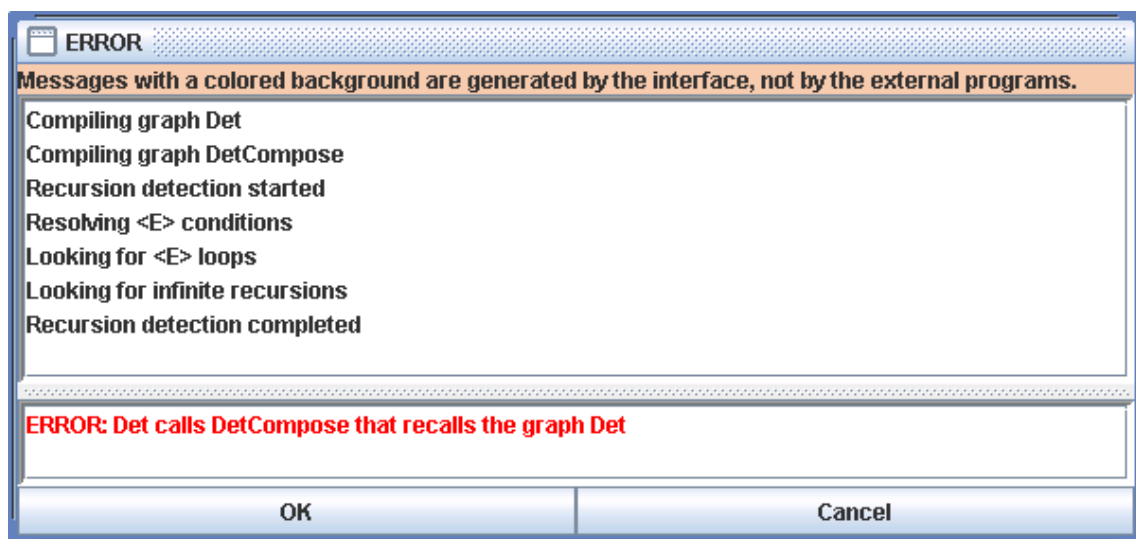 ERROR
Messages with a colored background are generated by the interface, not by the external programs.
Compiling graph Det
Compiling graph DetCompose
Recursion detection started
Resolving <E> conditions
Looking for <E> loops
Looking for infinite recursions
Recursion detection completed
ERROR: Det calls DetCompose that recalls the graph Det
OK
Cancel